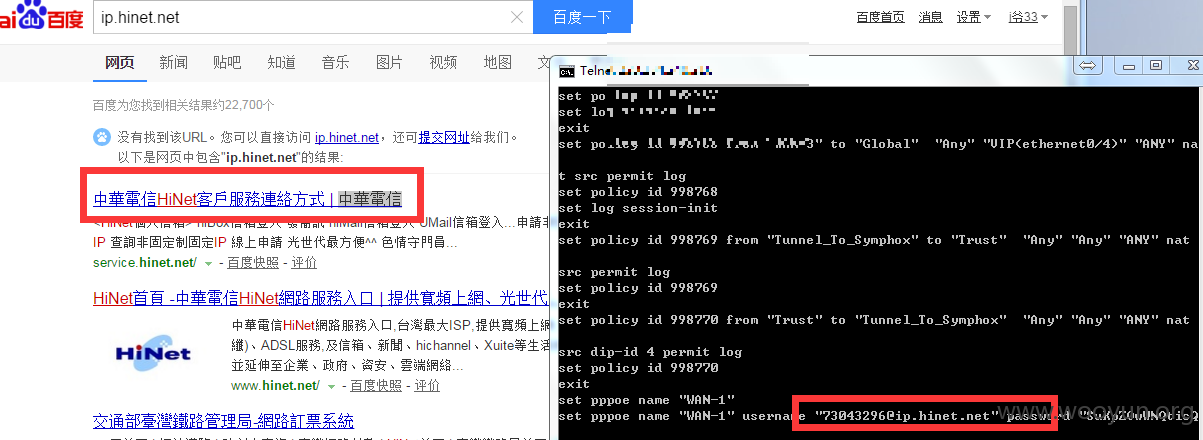 Bai du 百度
ip.hinet.net
百度一下
百度首页 消息 设置 i谷33
网页 新闻 贴吧 知道 音乐 图片 视频 地图
百度为您找到相关结果约22,700个
没有找到该URL。您可以直接访问 ip.hinet.net，还可提交网址给我们。
以下是网页中包含"ip.hinet.net"的结果:
中華電信HiNet客戶服務連絡方式 | 中華電信
IP 查詢非固定制固定IP 線上申請 光世代最方便^^ 色情守門員...
service.hinet.net/ - 百度快照 - 评价
HiNet首頁 -中華電信HiNet網路服務入口 | 提供寬頻上網、光世代
HiNet
中華電信HiNet網路服務入口,台灣最大ISP,提供寬頻上網
纖)、ADSL服務,及信箱、新聞、hichannel、Xuite等生活
並延伸至企業、政府、資安、雲端網絡...
www.hinet.net/ - 百度快照 - 评价
交通部臺灣鐵路管理局-網路訂票系統
Telne
set po
set log
exit
set po to "Global" "Any" "VIP(ethernet0/4)" "ANY" nat
t src permit log
set policy id 998768
set log session-init
exit
set policy id 998769 from "Tunnel_To_Symphox" to "Trust" "Any" "Any" "ANY" nat
src permit log
set policy id 998769
exit
set policy id 998770 from "Trust" to "Tunnel_To_Symphox" "Any" "Any" "ANY" nat
src dip-id 4 permit log
set policy id 998770
exit
set pppoe name "WAN-1"
set pppoe name "WAN-1" username "73043296@ip.hinet.net" password
www.wooyun.org